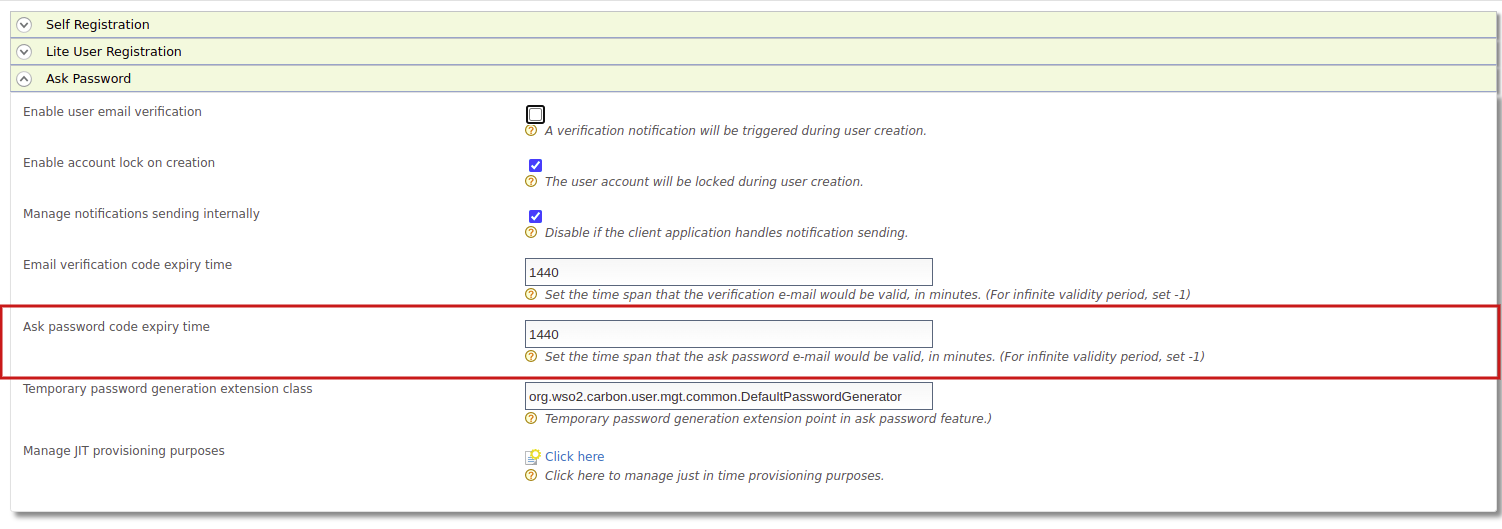 Self Registration
Lite User Registration
Ask Password
Enable user email verification
A verification notification will be triggered during user creation.
Enable account lock on creation
The user account will be locked during user creation.
Manage notifications sending internally
Disable if the client application handles notification sending.
Email verification code expiry time
1440
Set the time span that the verification e-mail would be valid, in minutes. (For infinite validity period, set -1)
Ask password code expiry time
1440
Set the time span that the ask password e-mail would be valid, in minutes. (For infinite validity period, set -1)
Temporary password generation extension class
org.wso2.carbon.user.mgt.common.DefaultPasswordGenerator
Temporary password generation extension point in ask password feature.)
Manage JIT provisioning purposes
Click here
Click here to manage just in time provisioning purposes.